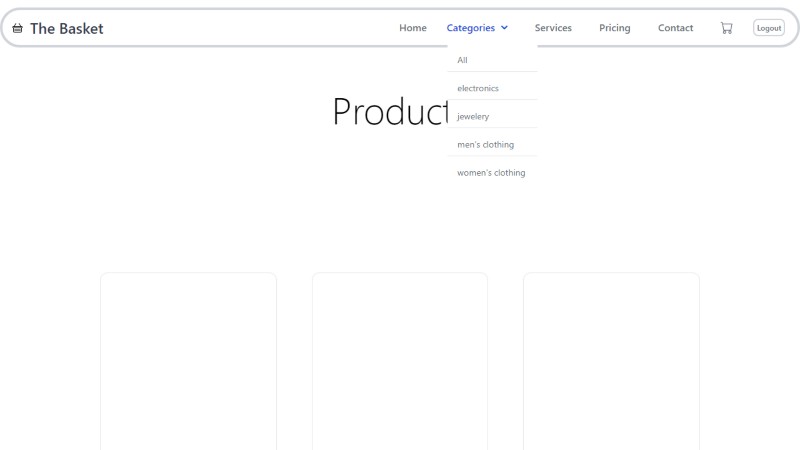 The Basket Home Categories Services Pricing Contact Logout
All
electronics
Product
jewelery
men's clothing
women's clothing